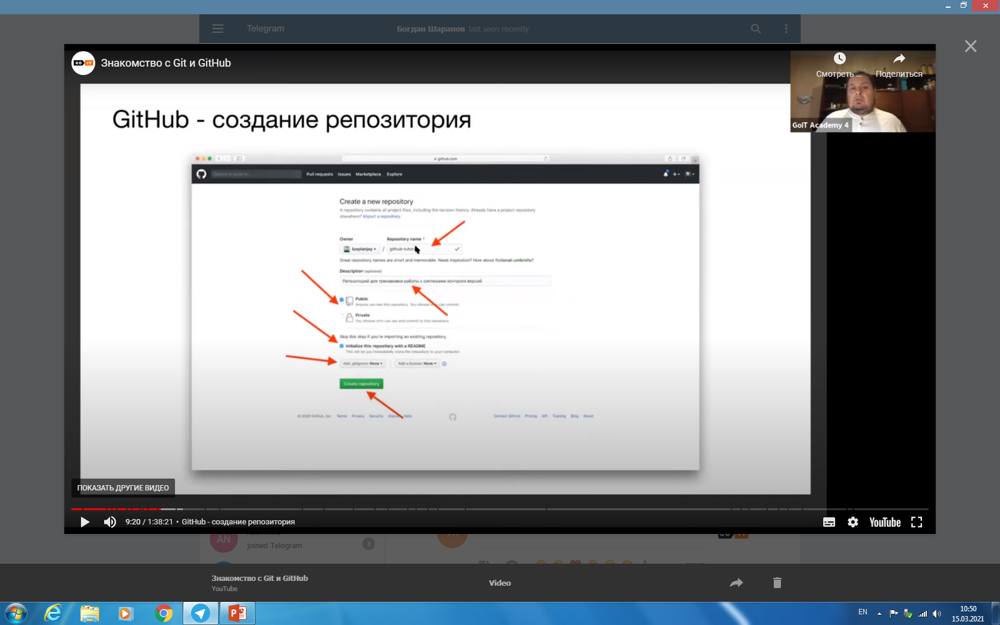 Telegram
Богдан Шарапов last seen recently
GO IT
Знакомство с Git и GitHub
Смотреть ...
Поделиться
GoIT Academy 4
GitHub - создание репозитория
github.com
Pull requests Issues Marketplace Explore
Create a new repository
A repository contains all project files, including the revision history. Already have a project repository
elsewhere? Import a repository.
Owner Repository name *
luxplanjay / github-tutori
Great repository names are short and memorable. Need inspiration? How about fictional-umbrella?
Description (optional)
Репозиторий для тренировки работы с системами контроля версий
Public
Anyone can see this repository. You choose who can commit.
Private
You choose who can see and commit to this repository.
Skip this step if you're importing an existing repository.
Initialize this repository with a README
This will let you immediately clone the repository to your computer.
Add .gitignore: None Add a license: None
Create repository
© 2020 GitHub, Inc. Terms Privacy Security Status Help Contact GitHub Pricing API Training Blog About
ПОКАЗАТЬ ДРУГИЕ ВИДЕО
9:20 / 1:38:21 • GitHub - создание репозитория
YouTube
AN
joined Telegram
1
Знакомство с Git и GitHub
YouTube
Video
EN
10:50
15.03.2021